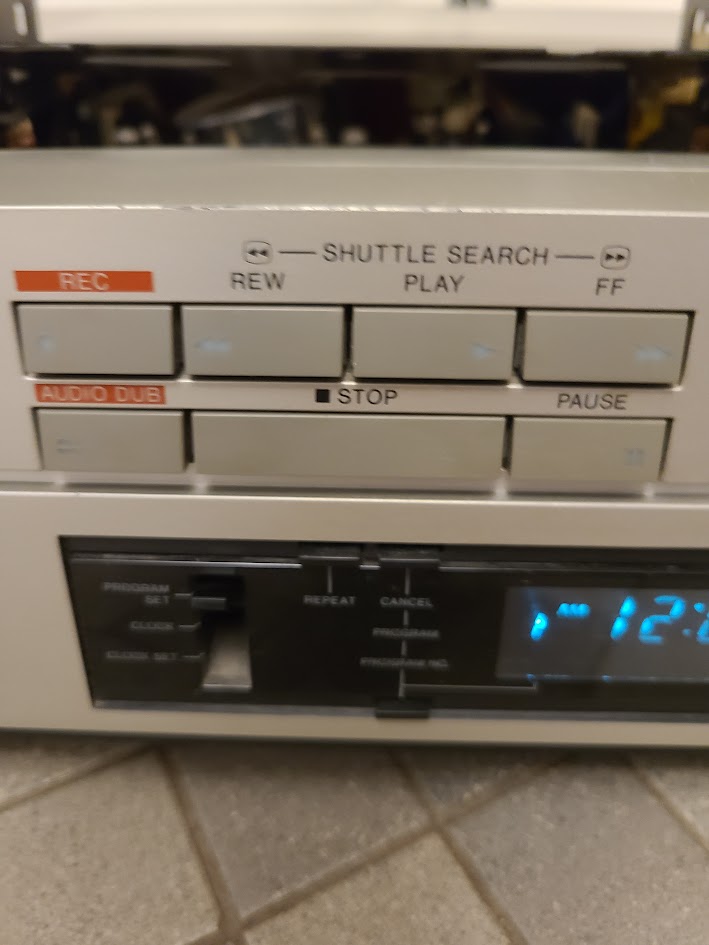 SHUTTLE SEARCH
REC REW PLAY FF
AUDIO DUB ■ STOP PAUSE
PROGRAM SET
REPEAT CANCEL
CLOCK
PROGRAM
CLOCK SET
PROGRAM NO.
AM 12: